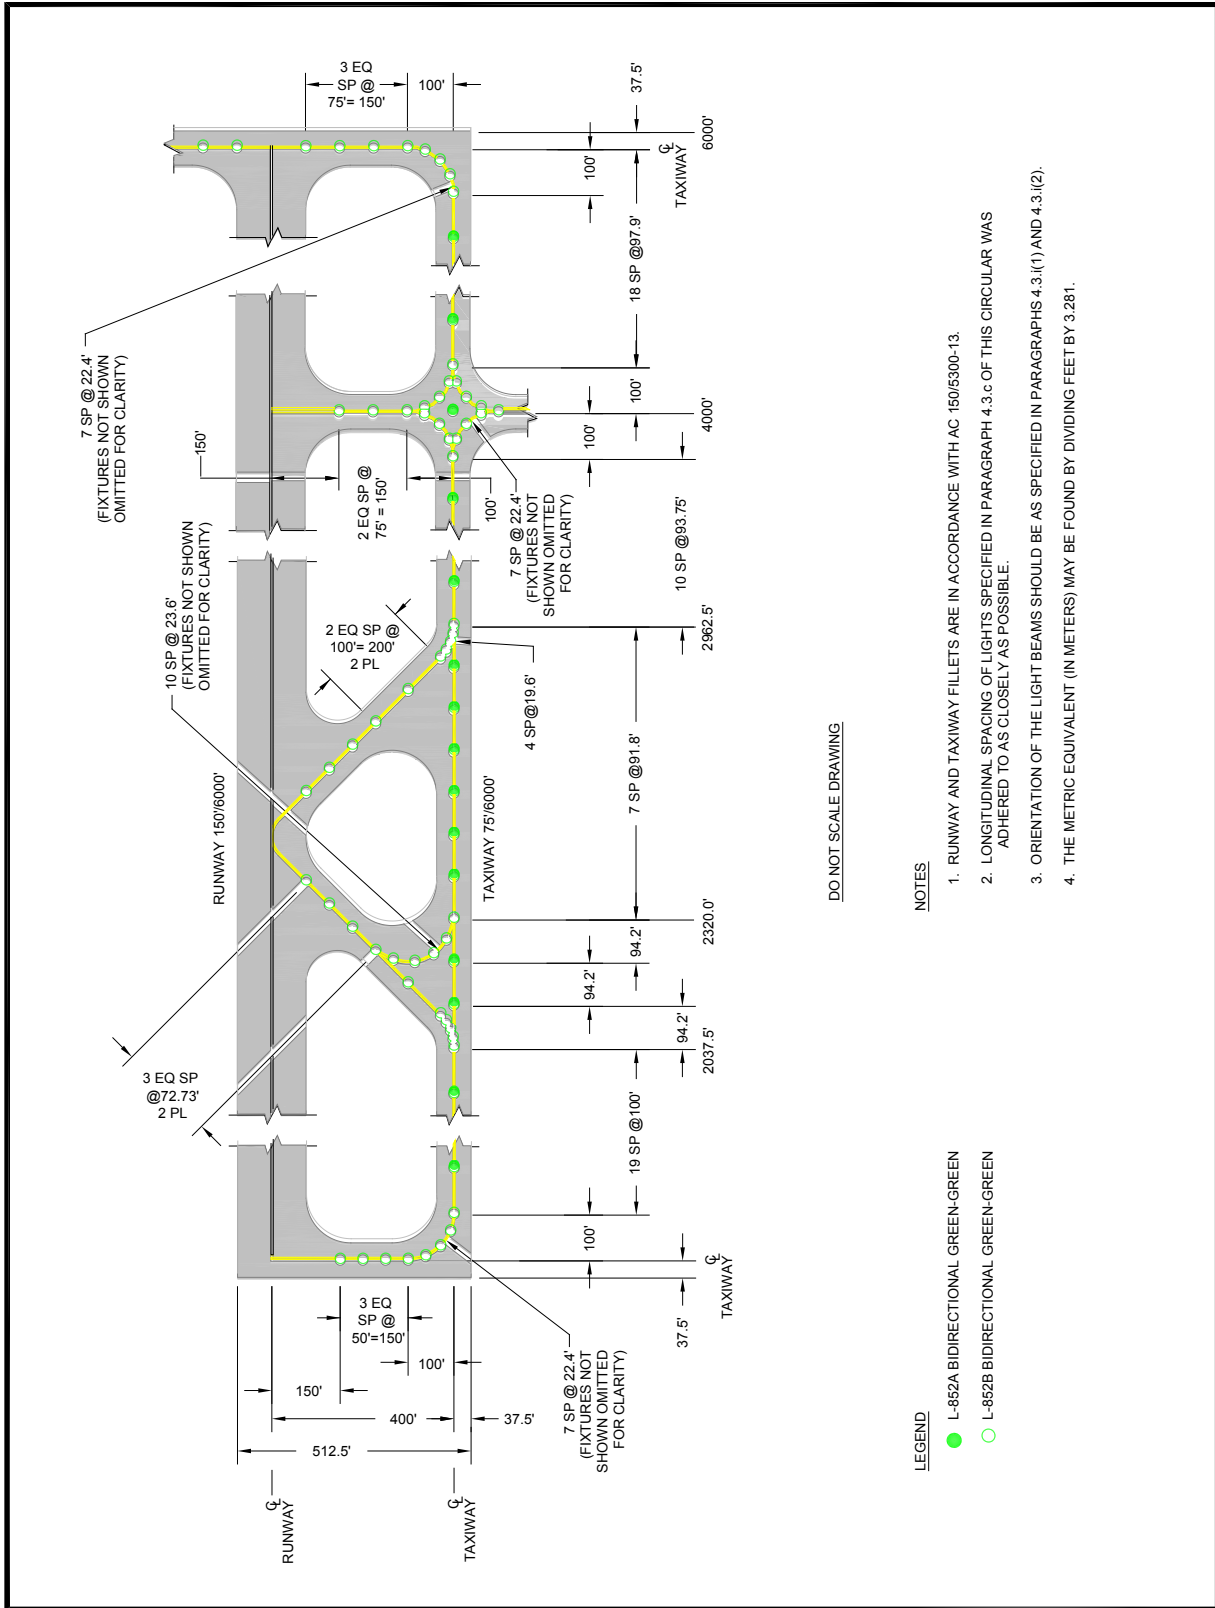 3 EQ
SP @
75'= 150'
100'
37.5'
7 SP @ 22.4'
(FIXTURES NOT SHOWN
OMITTED FOR CLARITY)
100'
6000'
℄
TAXIWAY
18 SP @97.9'
150'
2 EQ SP @
75' = 150'
100'
7 SP @ 22.4'
(FIXTURES NOT
SHOWN OMITTED
FOR CLARITY)
100'
100'
4000'
10 SP @93.75'
10 SP @ 23.6'
(FIXTURES NOT SHOWN
OMITTED FOR CLARITY)
2 EQ SP @
100'= 200'
2 PL
4 SP@19.6'
2962.5'
RUNWAY 150'/6000'
TAXIWAY 75'/6000'
7 SP @91.8'
2320.0'
94.2'
94.2'
94.2'
2037.5'
3 EQ SP
@72.73'
2 PL
19 SP @100'
100'
℄
TAXIWAY
37.5'
3 EQ
SP @
50'=150'
100'
150'
400'
37.5'
512.5'
7 SP @ 22.4'
(FIXTURES NOT
SHOWN OMITTED
FOR CLARITY)
℄
RUNWAY
℄
TAXIWAY
DO NOT SCALE DRAWING
NOTES
1. RUNWAY AND TAXIWAY FILLETS ARE IN ACCORDANCE WITH AC 150/5300-13.
2. LONGITUDINAL SPACING OF LIGHTS SPECIFIED IN PARAGRAPH 4.3.c OF THIS CIRCULAR WAS
ADHERED TO AS CLOSELY AS POSSIBLE.
3. ORIENTATION OF THE LIGHT BEAMS SHOULD BE AS SPECIFIED IN PARAGRAPHS 4.3.i(1) AND 4.3.i(2).
4. THE METRIC EQUIVALENT (IN METERS) MAY BE FOUND BY DIVIDING FEET BY 3.281.
LEGEND
L-852A BIDIRECTIONAL GREEN-GREEN
L-852B BIDIRECTIONAL GREEN-GREEN